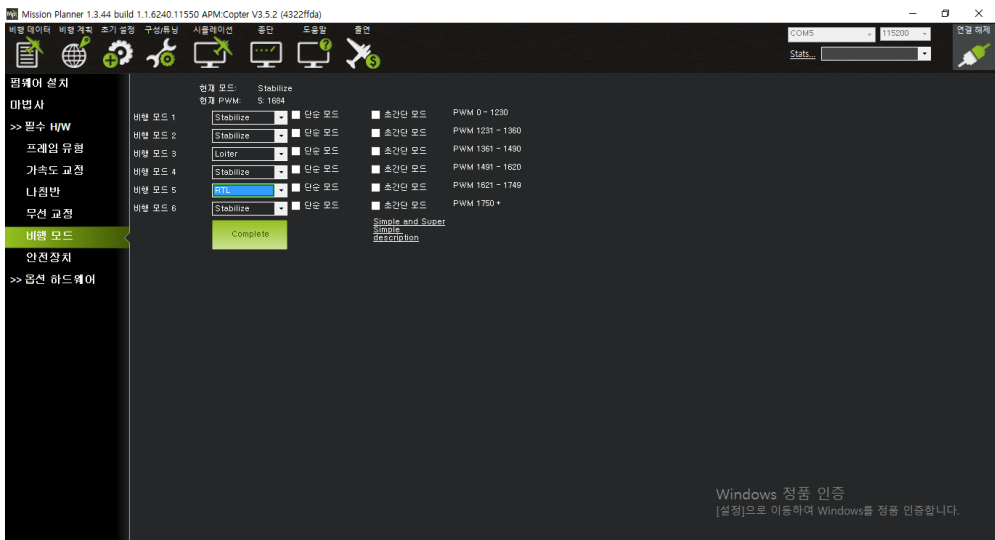 Mission Planner 1.3.44 build 1.1.6240.11550 APM:Copter V3.5.2 (4322ffda)
비행 데이터 비행 계획 초기 설정 구성/튜닝 시뮬레이션 종단 도움말 출연
COM5 115200 연결 해제
Stats...
펌웨어 설치
마법사
>> 필수 H/W
프레임 유형
가속도 교정
나침반
무선 교정
비행 모드
안전장치
>> 옵션 하드웨어
현재 모드: Stabilize
현재 PWM: 5: 1684
비행 모드 1 Stabilize 단순 모드 초간단 모드 PWM 0 - 1230
비행 모드 2 Stabilize 단순 모드 초간단 모드 PWM 1231 - 1360
비행 모드 3 Loiter 단순 모드 초간단 모드 PWM 1361 - 1490
비행 모드 4 Stabilize 단순 모드 초간단 모드 PWM 1491 - 1620
비행 모드 5 RTL 단순 모드 초간단 모드 PWM 1621 - 1749
비행 모드 6 Stabilize 단순 모드 초간단 모드 PWM 1750 +
Complete
Simple and Super
Simple
description
Windows 정품 인증
[설정]으로 이동하여 Windows를 정품 인증합니다.